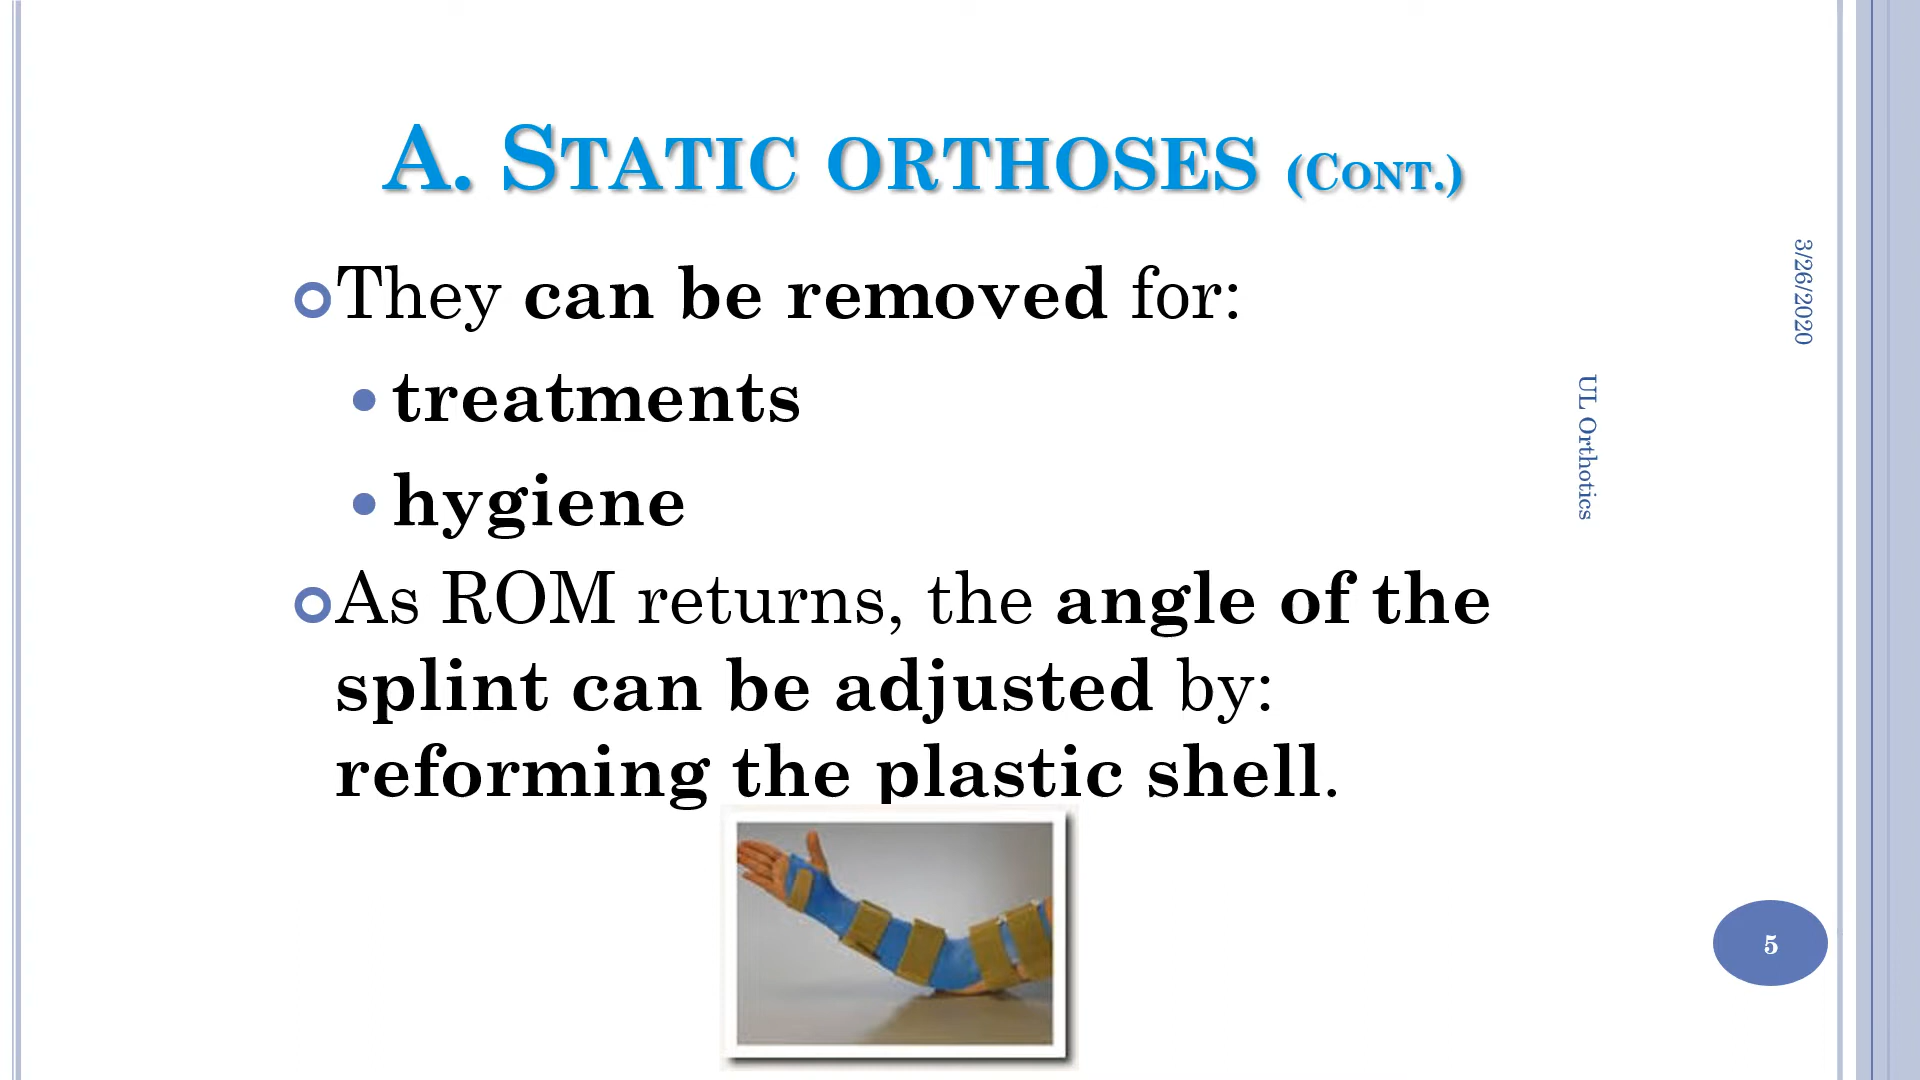 A. STATIC ORTHOSES (CONT.)
They can be removed for:
treatments
hygiene
As ROM returns, the angle of the
splint can be adjusted by:
reforming the plastic shell.
3/26/2020
UL Orthotics
5